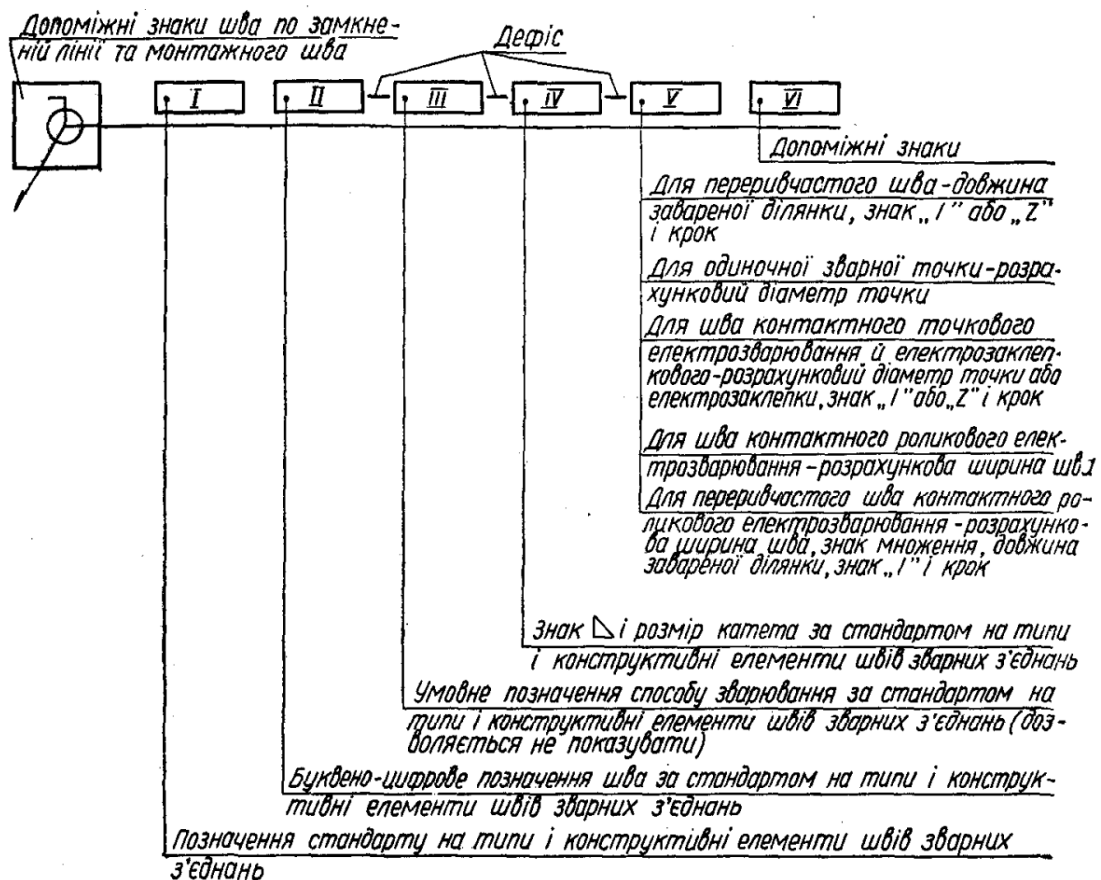 Допоміжні знаки шва по замкне-
ній лінії та монтажного шва
Дефіс
I II III IV V VI
Допоміжні знаки
Для переривчастого шва-довжина
завареної ділянки, знак „/" або „Z"
і крок
Для одиночної зварної точки-розра-
хунковий діаметр точки
Для шва контактного точкового
електрозварювання й електрозаклеп-
кового-розрахунковий діаметр точки або
електрозаклепки, знак „/" або „Z" і крок
Для шва контактного роликового елек-
трозварювання-розрахункова ширина шва
Для переривчастого шва контактного ро-
ликового електрозварювання-розрахунко-
ва ширина шва, знак множення, довжина
завареної ділянки, знак „/" і крок
Знак ◺ і розмір катета за стандартом на типи
і конструктивні елементи швів зварних з'єднань
Умовне позначення способу зварювання за стандартом на
типи і конструктивні елементи швів зварних з'єднань (доз-
воляється не показувати)
Буквено-цифрове позначення шва за стандартом на типи і конструк-
тивні елементи швів зварних з'єднань
Позначення стандарту на типи і конструктивні елементи швів зварних
з'єднань